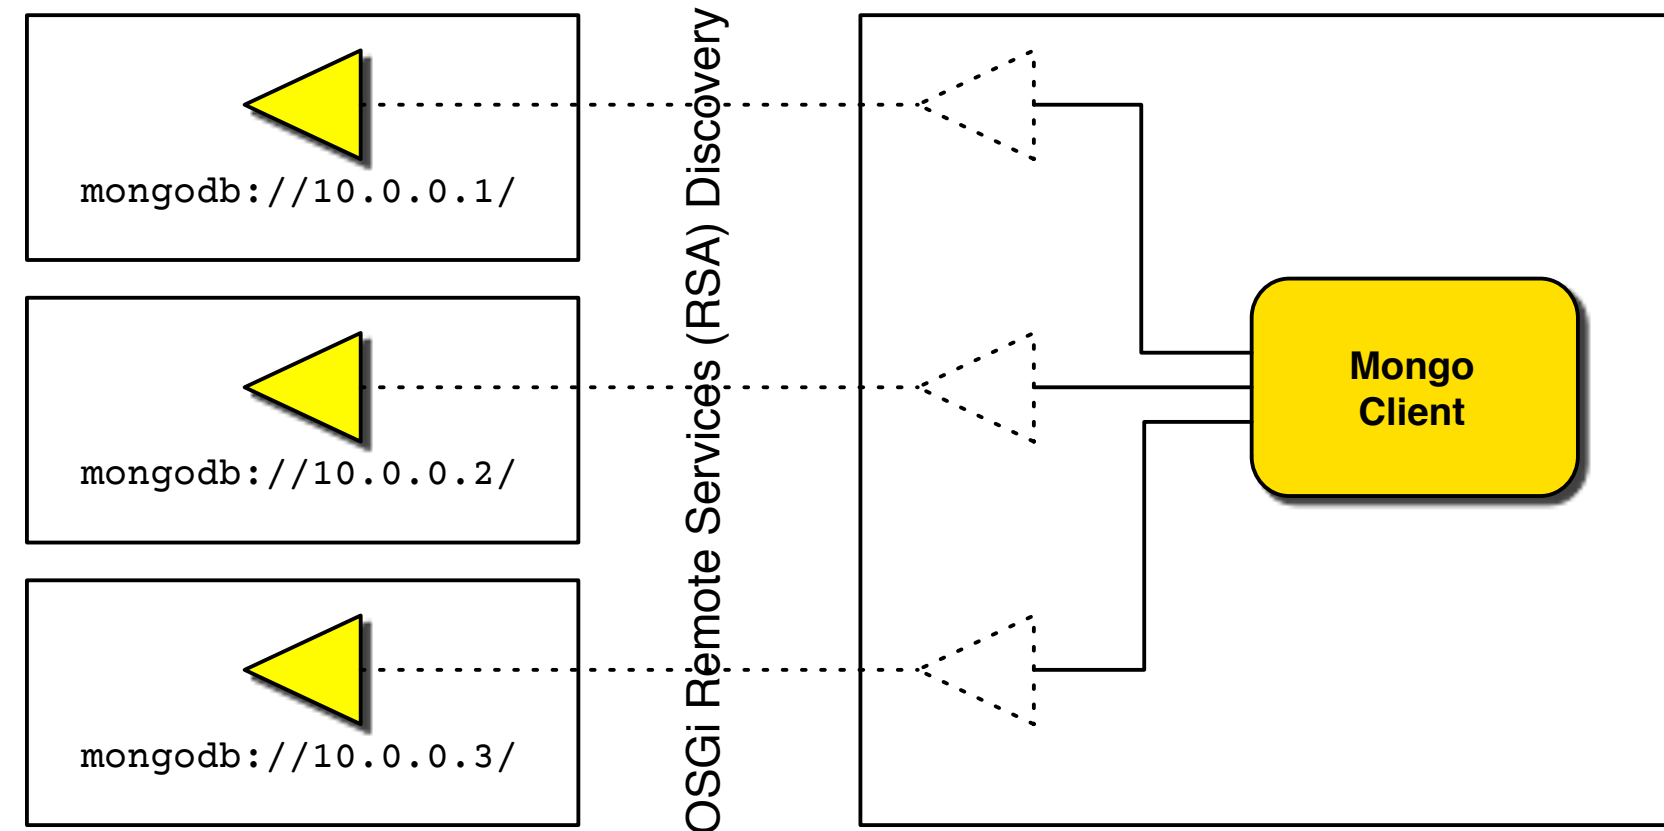 mongodb://10.0.0.1/
mongodb://10.0.0.2/
mongodb://10.0.0.3/
OSGi Remote Services (RSA) Discovery
Mongo
Client